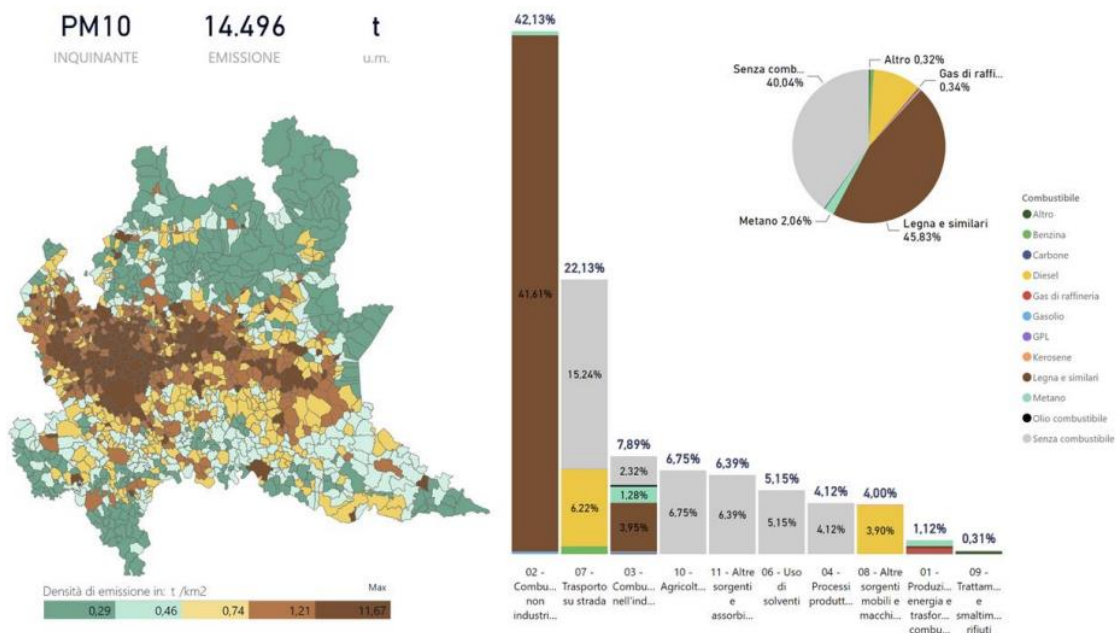 PM10 14.496 t
INQUINANTE EMISSIONE u.m.
Densità di emissione in: t /km2 Max
0,29 0,46 0,74 1,21 11,67
42,13%
41,61%
22,13%
15,24%
6,22%
7,89%
2,32%
1,28%
3,95%
6,75%
6,75%
6,39%
6,39%
5,15%
5,15%
4,12%
4,12%
4,00%
3,90%
1,12%
0,31%
02 -
Combu...
non
industri...
07 -
Trasporto
su strada
03 -
Combu...
nell'ind...
10 -
Agricolt...
11 - Altre
sorgenti
e
assorbi...
06 - Uso
di
solventi
04 -
Processi
produtt...
08 - Altre
sorgenti
mobili e
macchi...
01 -
Produzi...
energia e
trasfor...
combu...
09 -
Trattam...
e
smaltim...
rifiuti
Altro 0,32%
Gas di raffi...
0,34%
Senza comb...
40,04%
Metano 2,06%
Legna e similari
45,83%
Combustibile
Altro
Benzina
Carbone
Diesel
Gas di raffineria
Gasolio
GPL
Kerosene
Legna e similari
Metano
Olio combustibile
Senza combustibile